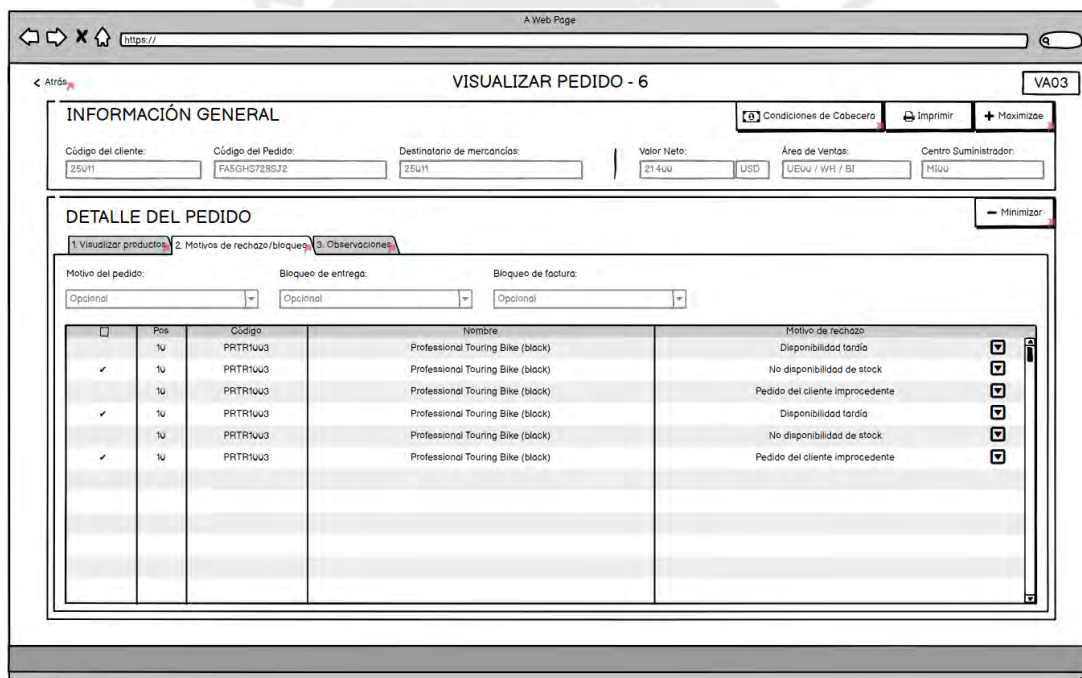 A Web Page
https://
< Atrás
VISUALIZAR PEDIDO - 6
VA03
INFORMACIÓN GENERAL
Condiciones de Cabecera
Imprimir
+ Maximizae
Código del cliente: Código del Pedido: Destinatario de mercancías: Valor Neto: Área de Ventas: Centro Suministrador:
25011 FA5GHS728SJ2 25011 21.400 USD UE00 / WH / BI MI00
DETALLE DEL PEDIDO
— Minimizar
1. Visualizar productos 2. Motivos de rechazo/bloqueo 3. Observaciones
Motivo del pedido: Bloqueo de entrega: Bloqueo de factura:
Opcional Opcional Opcional
Pos Código Nombre Motivo de rechazo
10 PRTR1003 Professional Touring Bike (black) Disponibilidad tardía
✔ 10 PRTR1003 Professional Touring Bike (black) No disponibilidad de stock
10 PRTR1003 Professional Touring Bike (black) Pedido del cliente improcedente
✔ 10 PRTR1003 Professional Touring Bike (black) Disponibilidad tardía
10 PRTR1003 Professional Touring Bike (black) No disponibilidad de stock
✔ 10 PRTR1003 Professional Touring Bike (black) Pedido del cliente improcedente